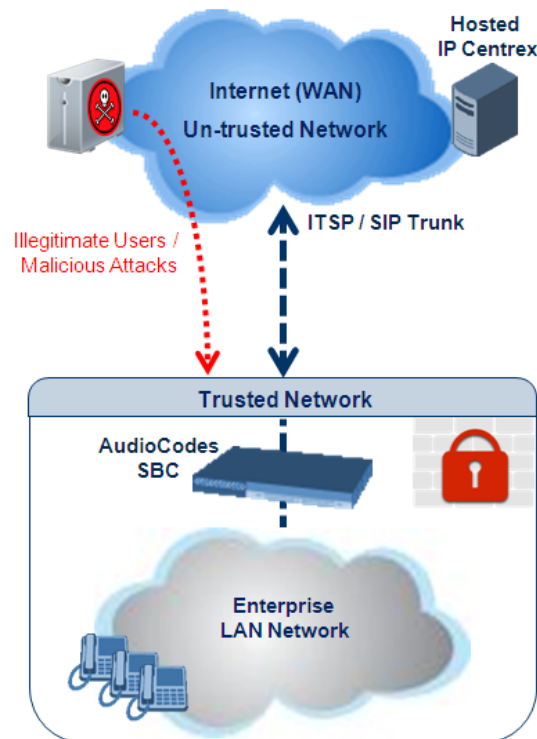 Hosted
IP Centrex
Internet (WAN)
Un-trusted Network
ITSP / SIP Trunk
Illegitimate Users /
Malicious Attacks
Trusted Network
AudioCodes
SBC
Enterprise
LAN Network